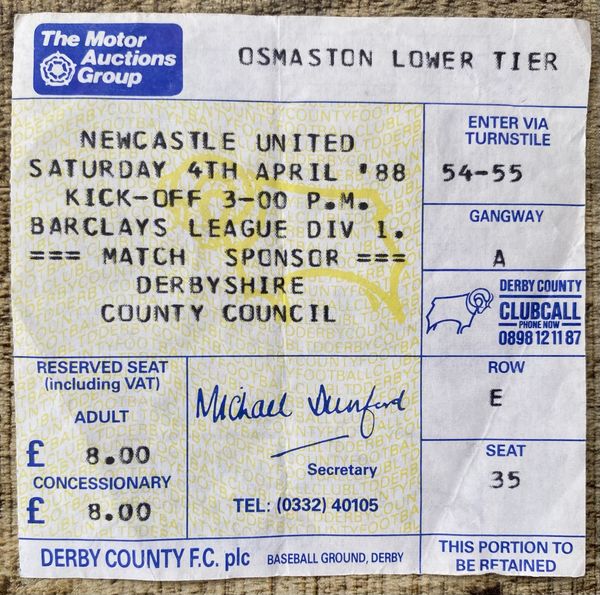 The Motor
Auctions
Group
OSMASTON LOWER TIER
NEWCASTLE UNITED
SATURDAY 4TH APRIL '88
KICK-OFF 3-00 P.M.
BARCLAYS LEAGUE DIV 1.
=== MATCH SPONSOR ===
DERBYSHIRE
COUNTY COUNCIL
ENTER VIA
TURNSTILE
54-55
GANGWAY
A
DERBY COUNTY
CLUBCALL
PHONE NOW
0898 12 11 87
RESERVED SEAT
(including VAT)
ADULT
£ 8.00
CONCESSIONARY
£ 8.00
Michael Dunford
Secretary
TEL: (0332) 40105
ROW
E
SEAT
35
DERBY COUNTY F.C. plc BASEBALL GROUND, DERBY
THIS PORTION TO
BE RETAINED